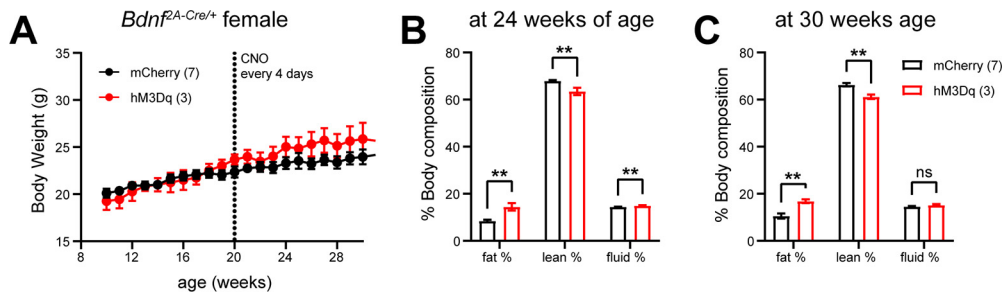 A
Bdnf2A-Cre/+ female
mCherry (7)
hM3Dq (3)
CNO
every 4 days
Body Weight (g)
35
30
25
20
15
8 12 16 20 24 28
age (weeks)
B
at 24 weeks of age
% Body composition
80
60
40
20
0
**
**
**
fat % lean % fluid %
C
at 30 weeks age
mCherry (7)
hM3Dq (3)
% Body composition
80
60
40
20
0
**
**
ns
fat % lean % fluid %